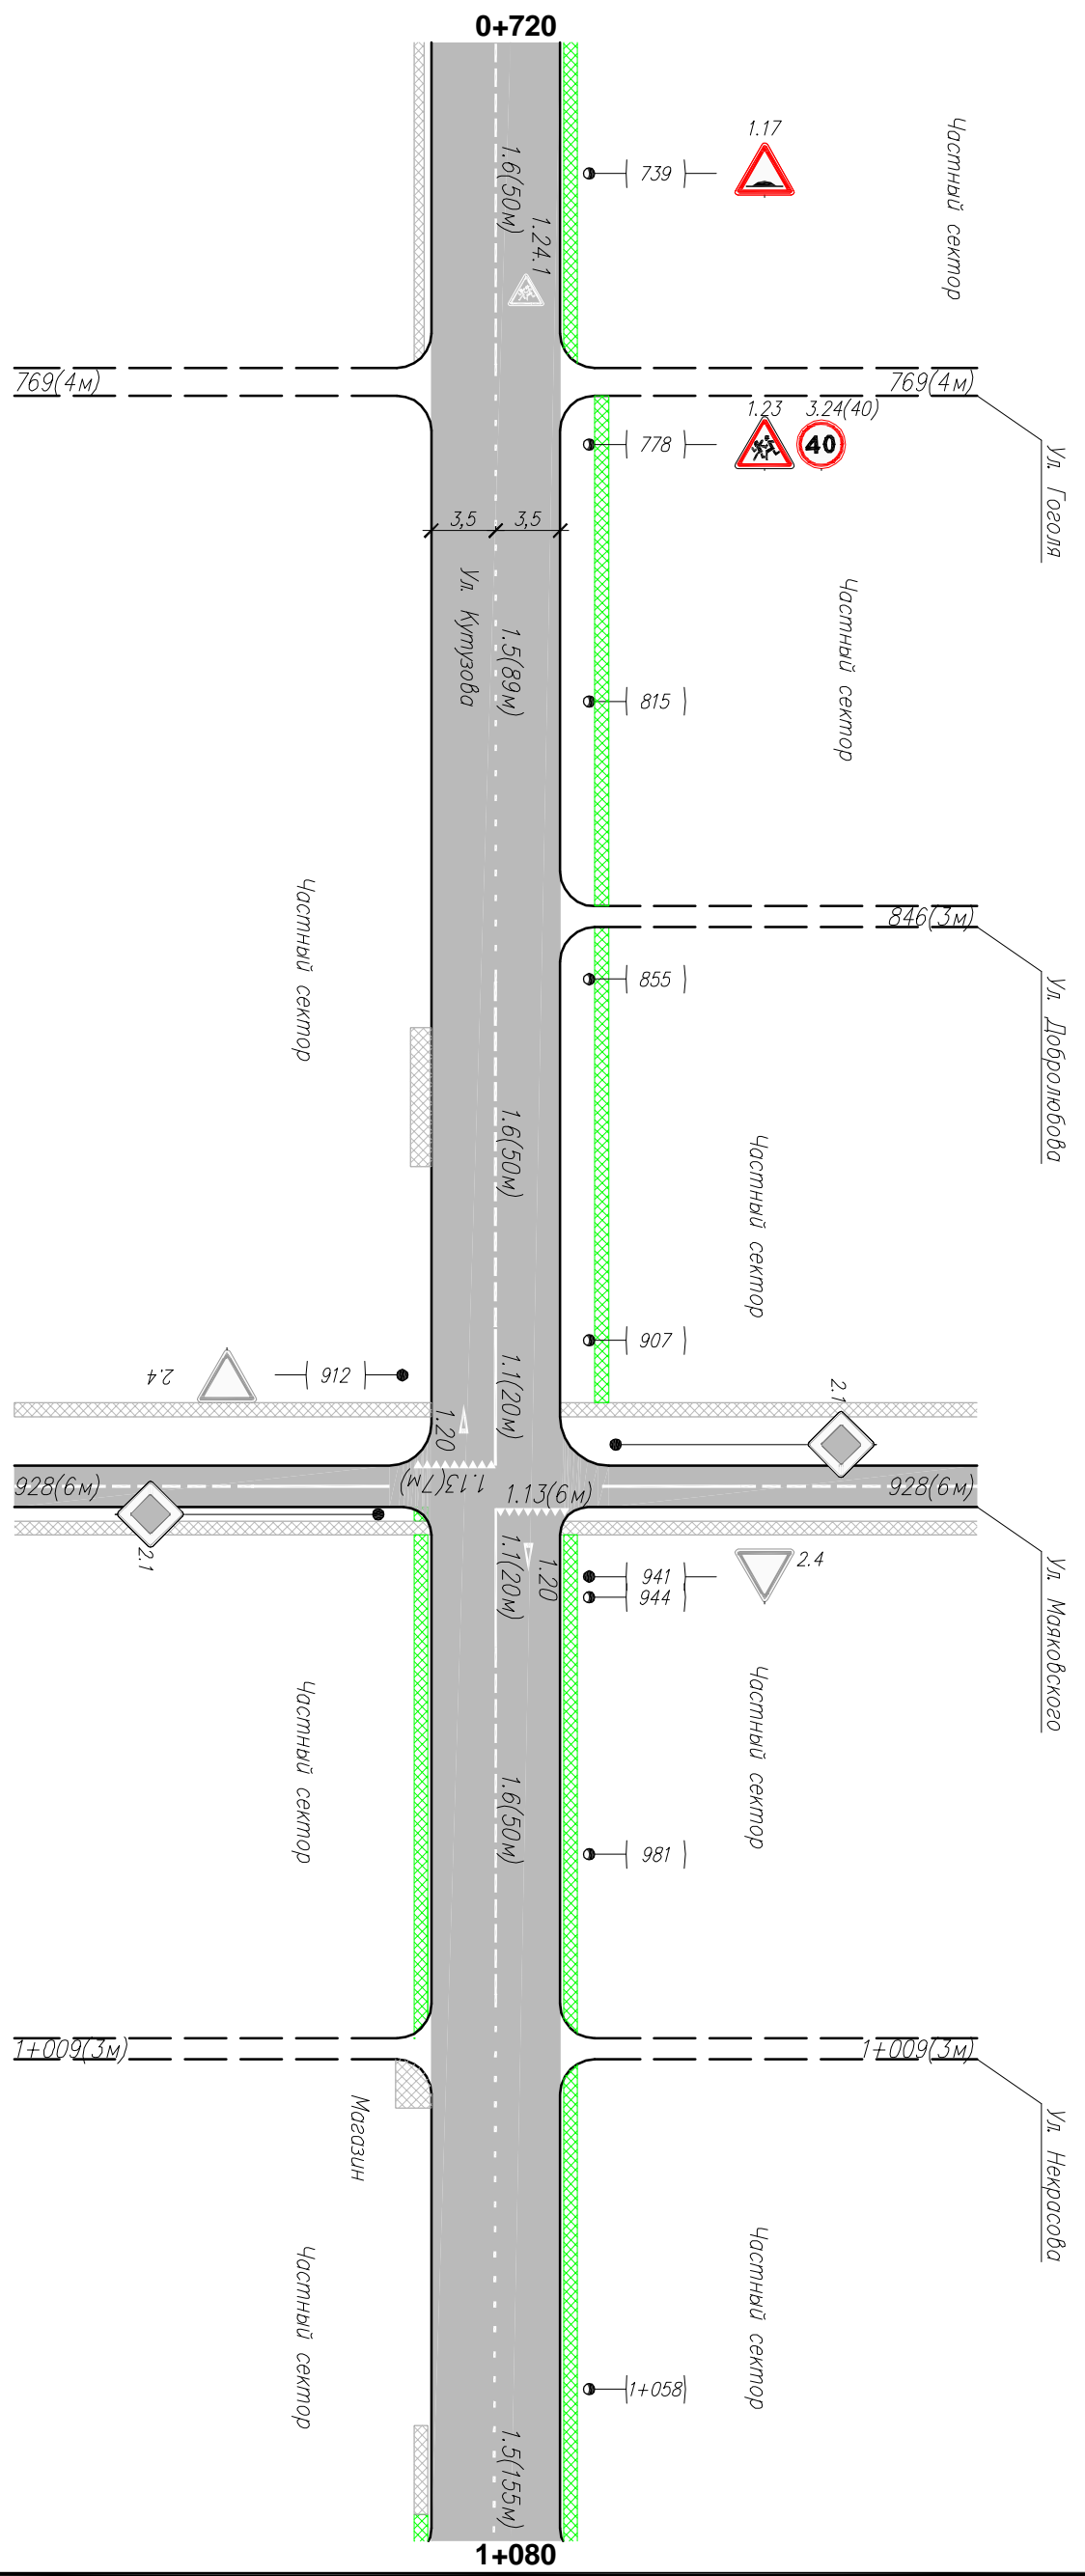 0+720
1.17
Частный сектор
739
1.6(50м)
1.24.1
769(4м)
769(4м)
Ул. Гоголя
1.23
3.24(40)
778
40
3,5
3,5
Ул. Кутузова
1.5(89м)
Частный сектор
815
Частный сектор
846(3м)
Ул. Добролюбова
855
1.6(50м)
Частный сектор
907
2.4
912
1.1(20м)
2.1
1.20
1.13(7м)
928(6м)
1.13(6м)
928(6м)
Ул. Маяковского
2.1
1.1(20м)
1.20
941
2.4
944
Частный сектор
Частный сектор
1.6(50м)
981
1+009(3м)
1+009(3м)
Ул. Некрасова
Магазин
Частный сектор
Частный сектор
1+058
1.5(155м)
1+080